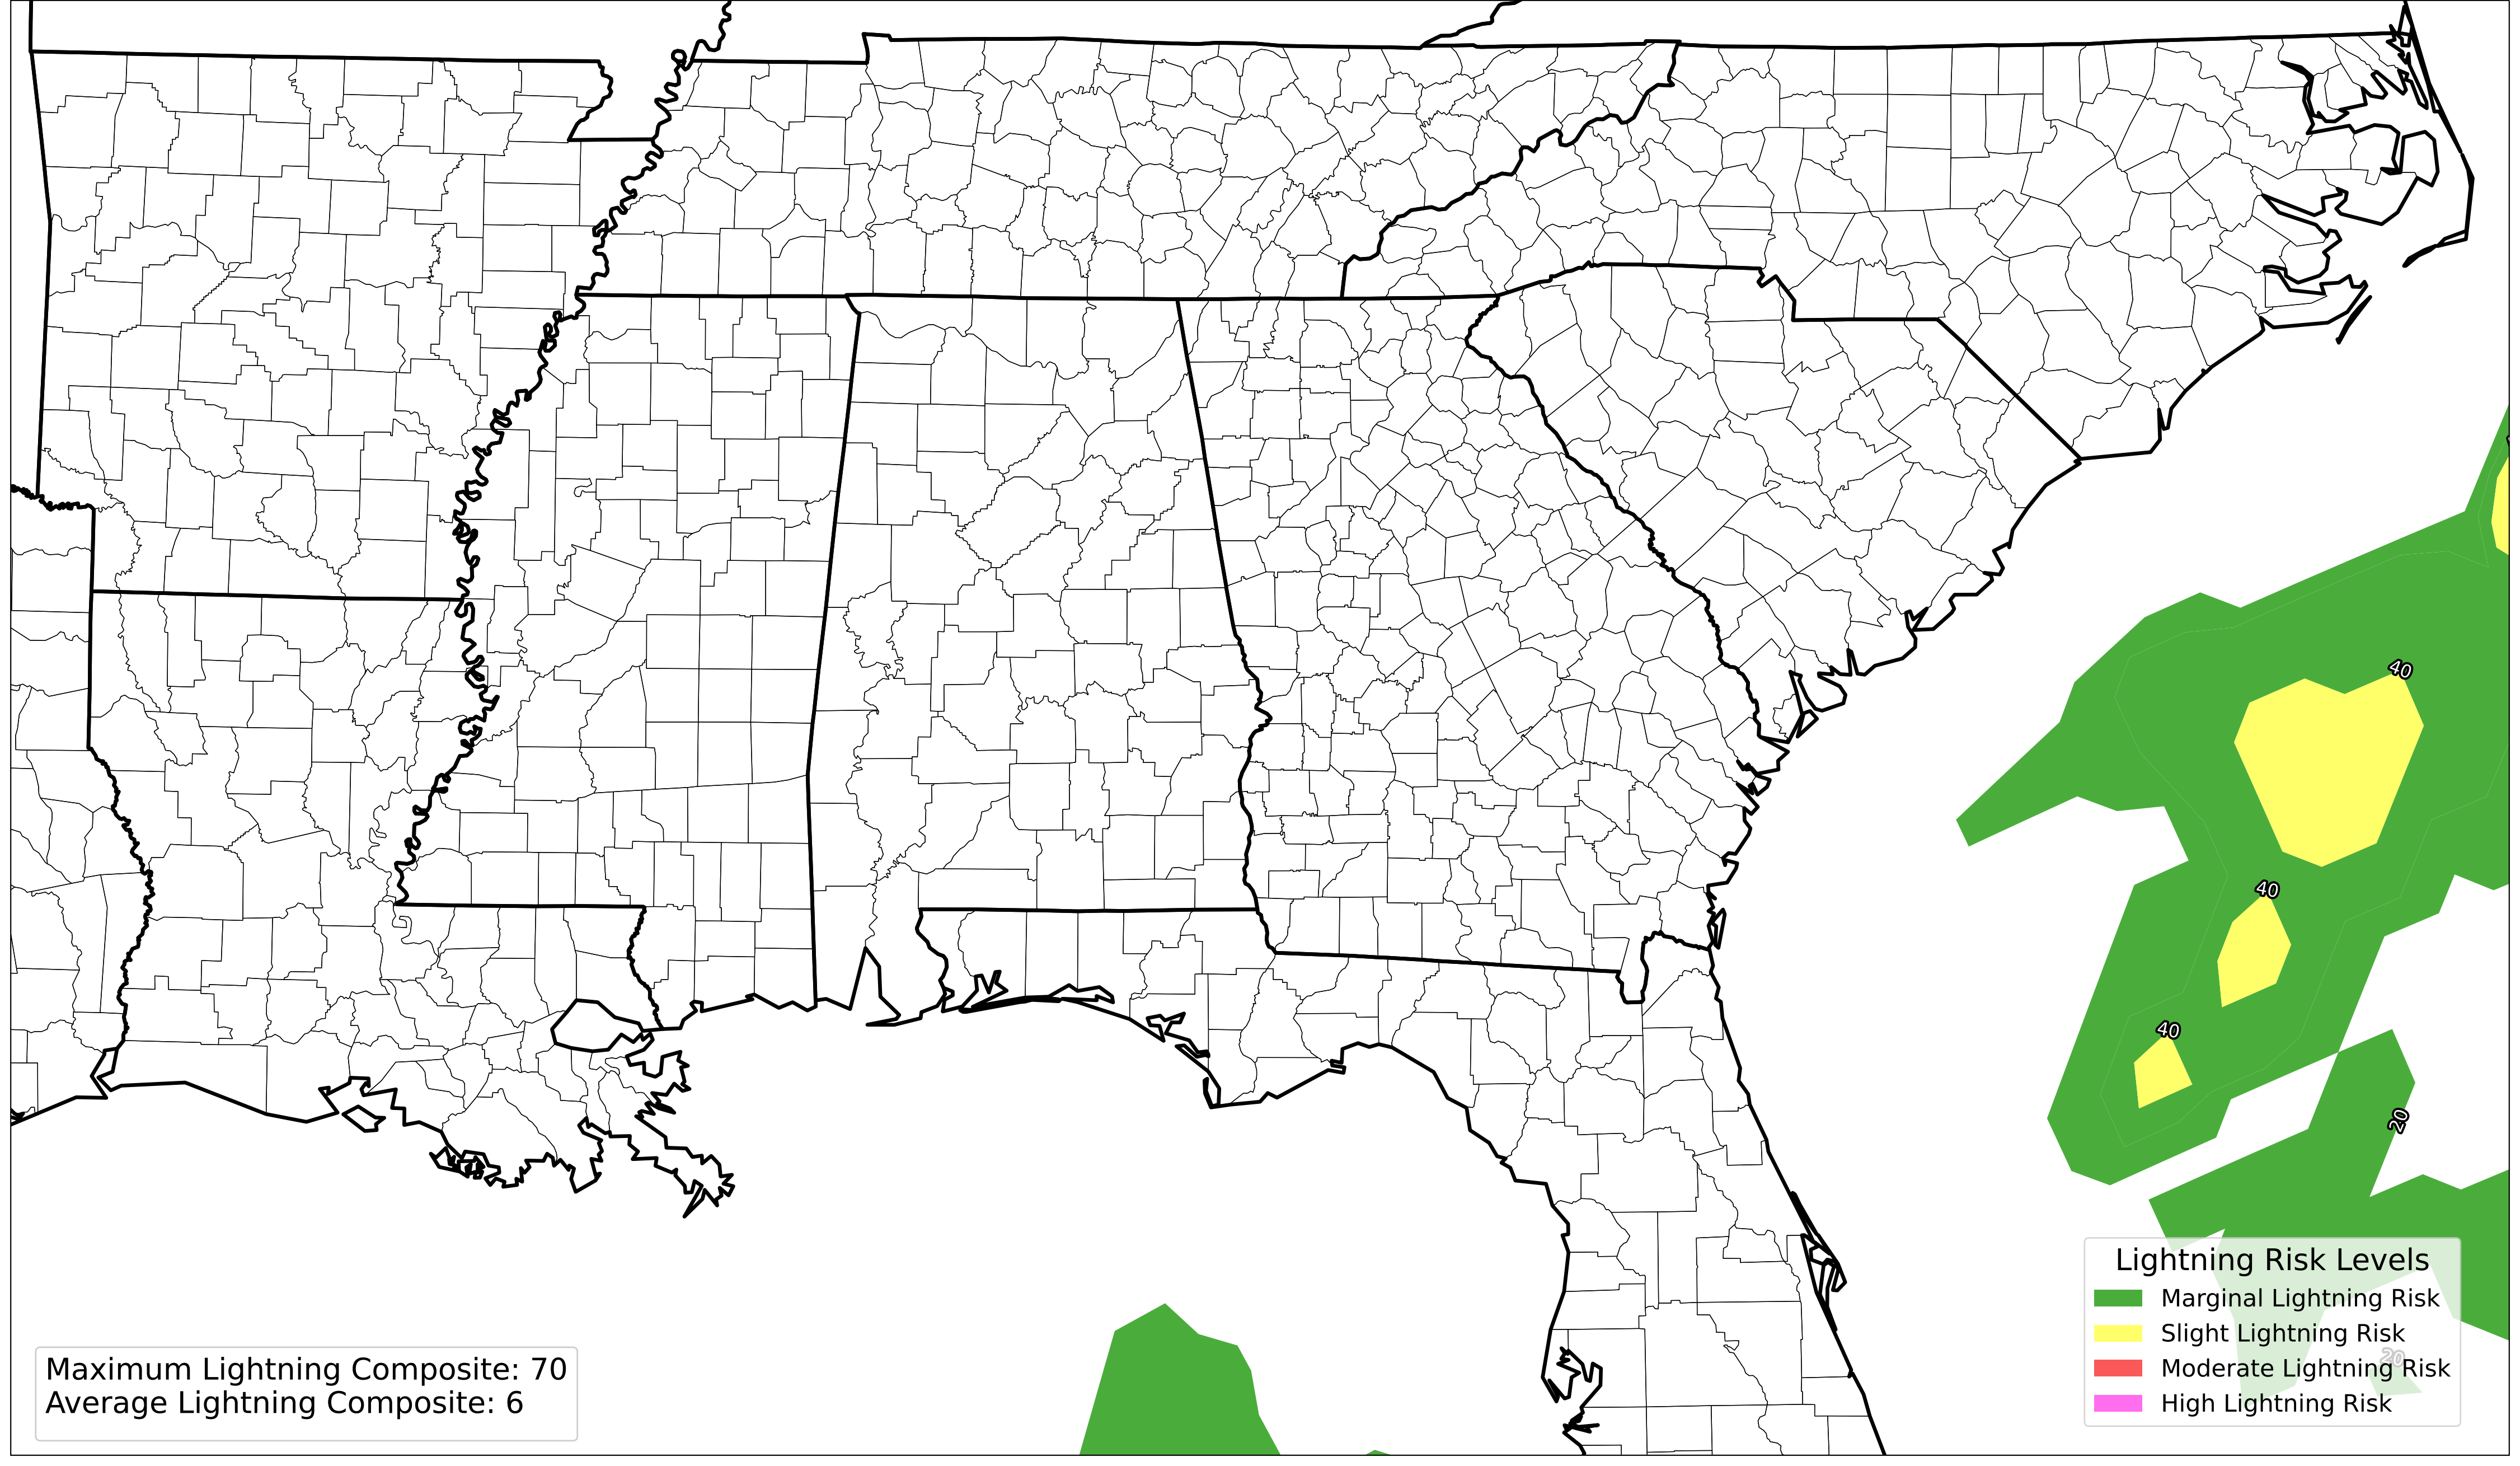 40
40
40
20
Lightning Risk Levels
Marginal Lightning Risk
Slight Lightning Risk
Moderate Lightning Risk
High Lightning Risk
20
Maximum Lightning Composite: 70
Average Lightning Composite: 6